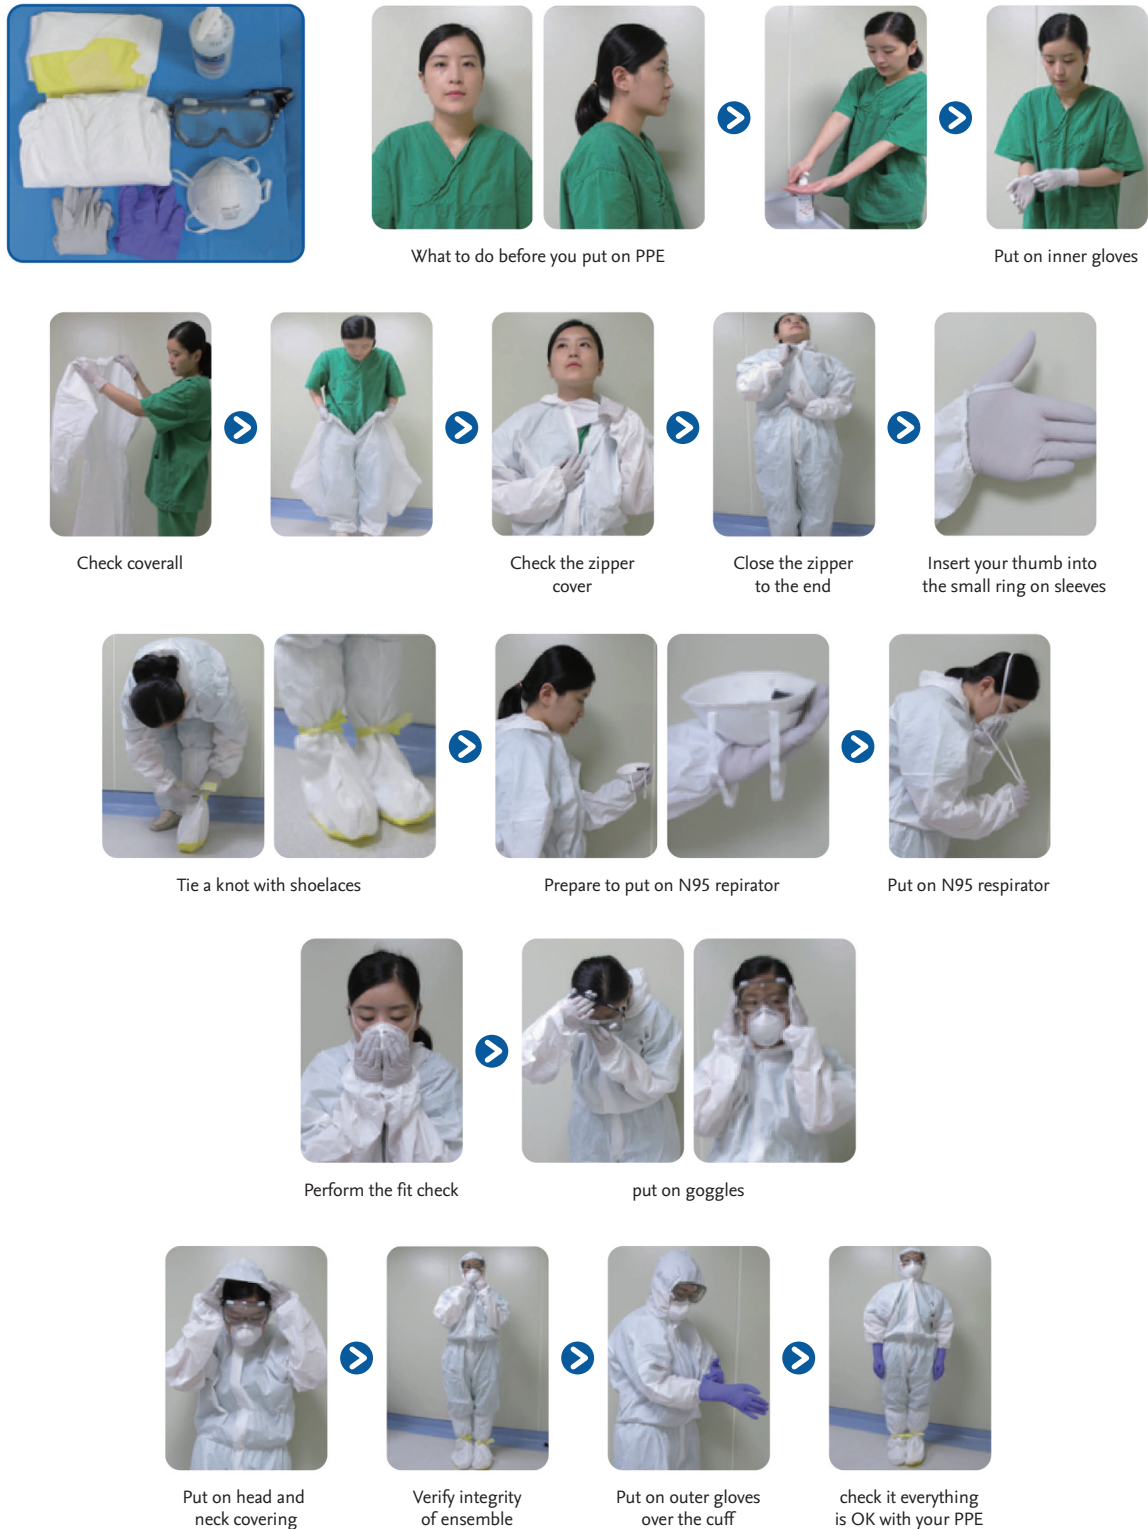 What to do before you put on PPE
Put on inner gloves
Check coverall
Check the zipper
cover
Close the zipper
to the end
Insert your thumb into
the small ring on sleeves
Tie a knot with shoelaces
Prepare to put on N95 repirator
Put on N95 respirator
Perform the fit check
put on goggles
Put on head and
neck covering
Verify integrity
of ensemble
Put on outer gloves
over the cuff
check it everything
is OK with your PPE